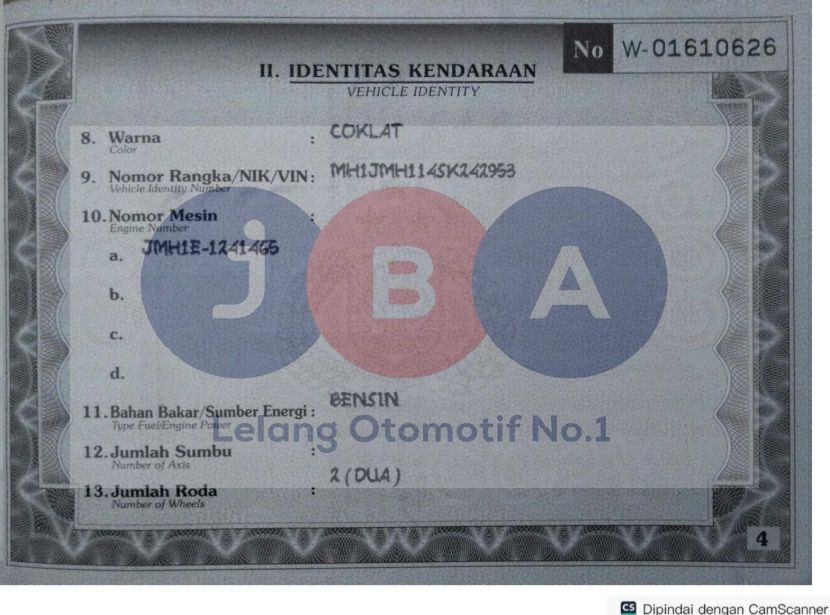 No W-01610626
II. IDENTITAS KENDARAAN
VEHICLE IDENTITY
8. Warna : COKLAT
Color
9. Nomor Rangka/NIK/VIN: MH1JMH114SK242953
Vehicle Identity Number
10. Nomor Mesin :
Engine Number
a. JMH1E-1241465
b.
c.
d.
jBA
11. Bahan Bakar/Sumber Energi : BENSIN
Type Fuel/Engine Power
Lelang Otomotif No.1
12. Jumlah Sumbu :
Number of Axis
13. Jumlah Roda : 2 (DUA)
Number of Wheels
4
CS Dipindai dengan CamScanner